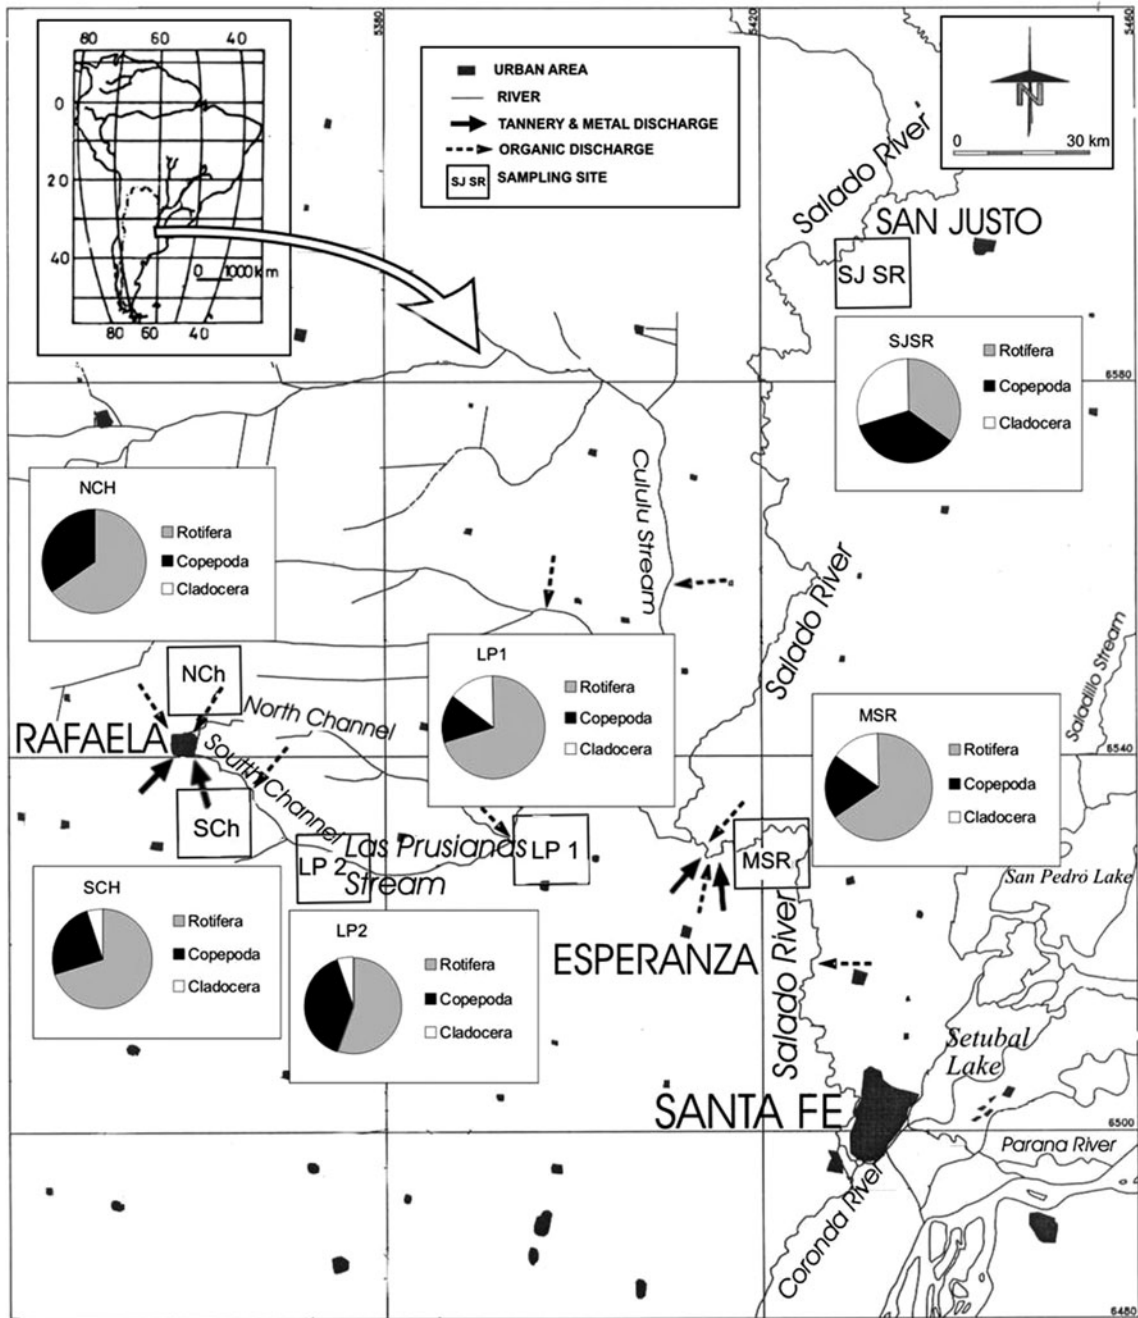 5380
5420
5460
80 60 40
0
20
40
0 1000 km
80 60 40
URBAN AREA
RIVER
TANNERY & METAL DISCHARGE
ORGANIC DISCHARGE
SJ SR SAMPLING SITE
N
0 30 km
Salado River
SAN JUSTO
SJ SR
SJSR
Rotífera
Copepoda
Cladocera
6580
NCH
Rotifera
Copepoda
Cladocera
Cululu Stream
Salado River
Saladillo Stream
LP1
Rotifera
Copepoda
Cladocera
NCh
North Channel
RAFAELA
South Channel
MSR
Rotifera
Copepoda
Cladocera
6540
SCh
LP 2
Las Prusianas
Stream
LP 1
MSR
San Pedro Lake
SCH
Rotifera
Copepoda
Cladocera
LP2
Rotifera
Copepoda
Cladocera
ESPERANZA
Salado River
Setubal
Lake
SANTA FE
6500
Parana River
Coronda River
6480